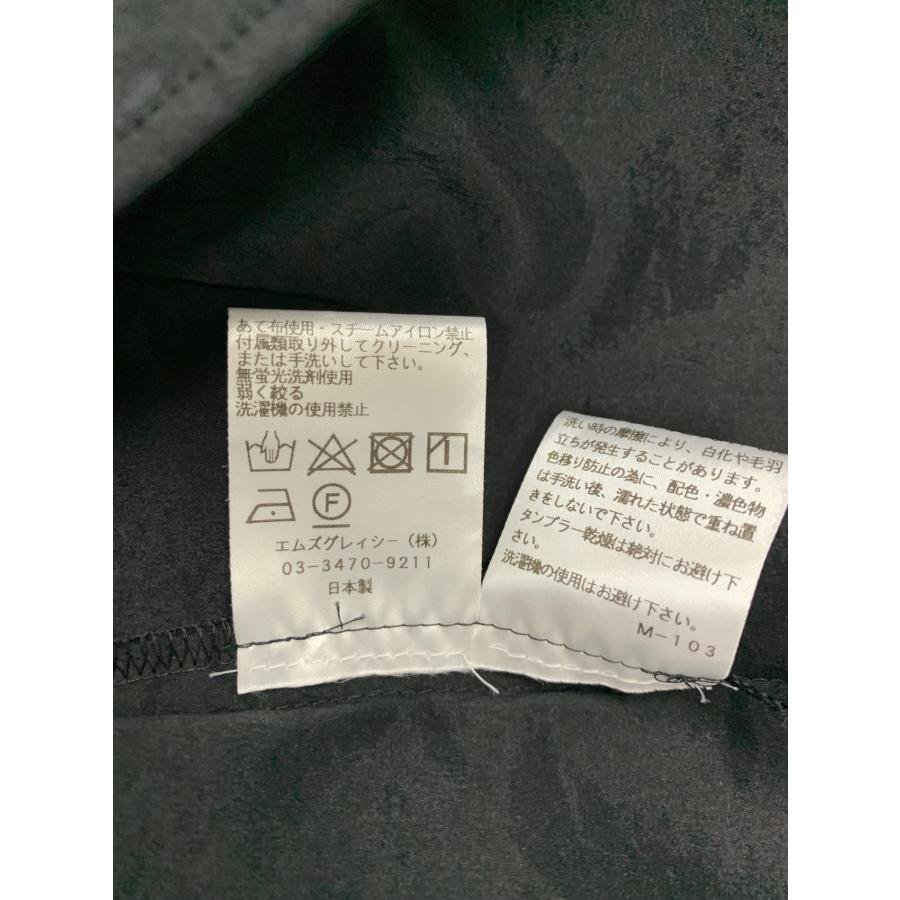 あて布使用・スチームアイロン禁止
付属類取り外してクリーニング、
または手洗いして下さい。
無蛍光洗剤使用
弱く絞る
洗濯機の使用禁止
F
エムズグレイシー(株)
03-3470-9211
日本製
洗い時の摩擦により、白化や毛羽
立ちが発生することがあります。
色移り防止の為に、配色・濃色物
は手洗い後、濡れた状態で重ね置
きをしないで下さい。
タンブラー乾燥は絶対にお避け下
さい。
洗濯機の使用はお避け下さい。
M-103